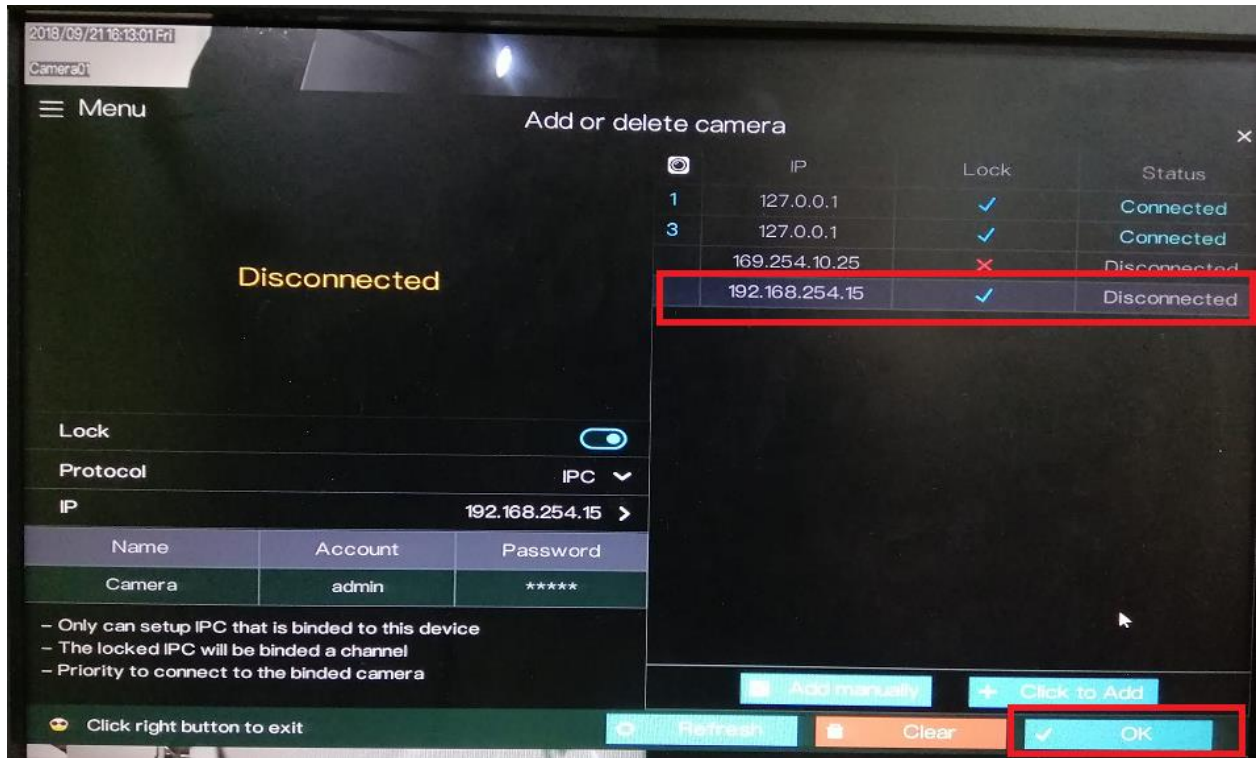 2018/09/21 16:13:01 Fri
Camera01
Menu
Add or delete camera
IP Lock Status
1 127.0.0.1 Connected
3 127.0.0.1 Connected
169.254.10.25 Disconnected
192.168.254.15 Disconnected
Disconnected
Lock
Protocol IPC
IP 192.168.254.15
Name Account Password
Camera admin *****
- Only can setup IPC that is binded to this device
- The locked IPC will be binded a channel
- Priority to connect to the binded camera
Add manually + Click to Add
Click right button to exit
Refresh Clear OK